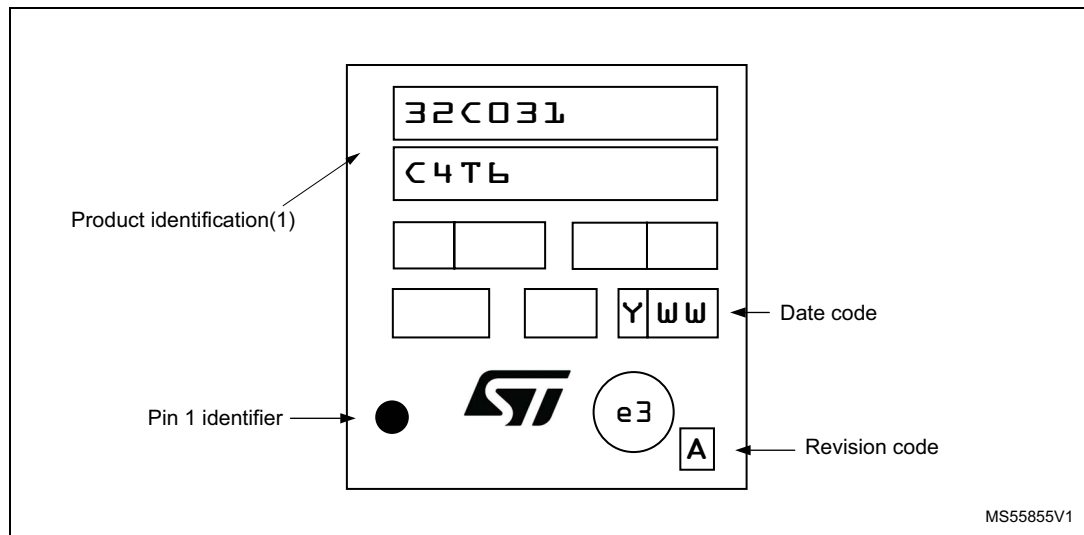 32C031
C4T6
Product identification(1)
Y WW
Date code
Pin 1 identifier
ST
e3
A
Revision code
MS55855V1